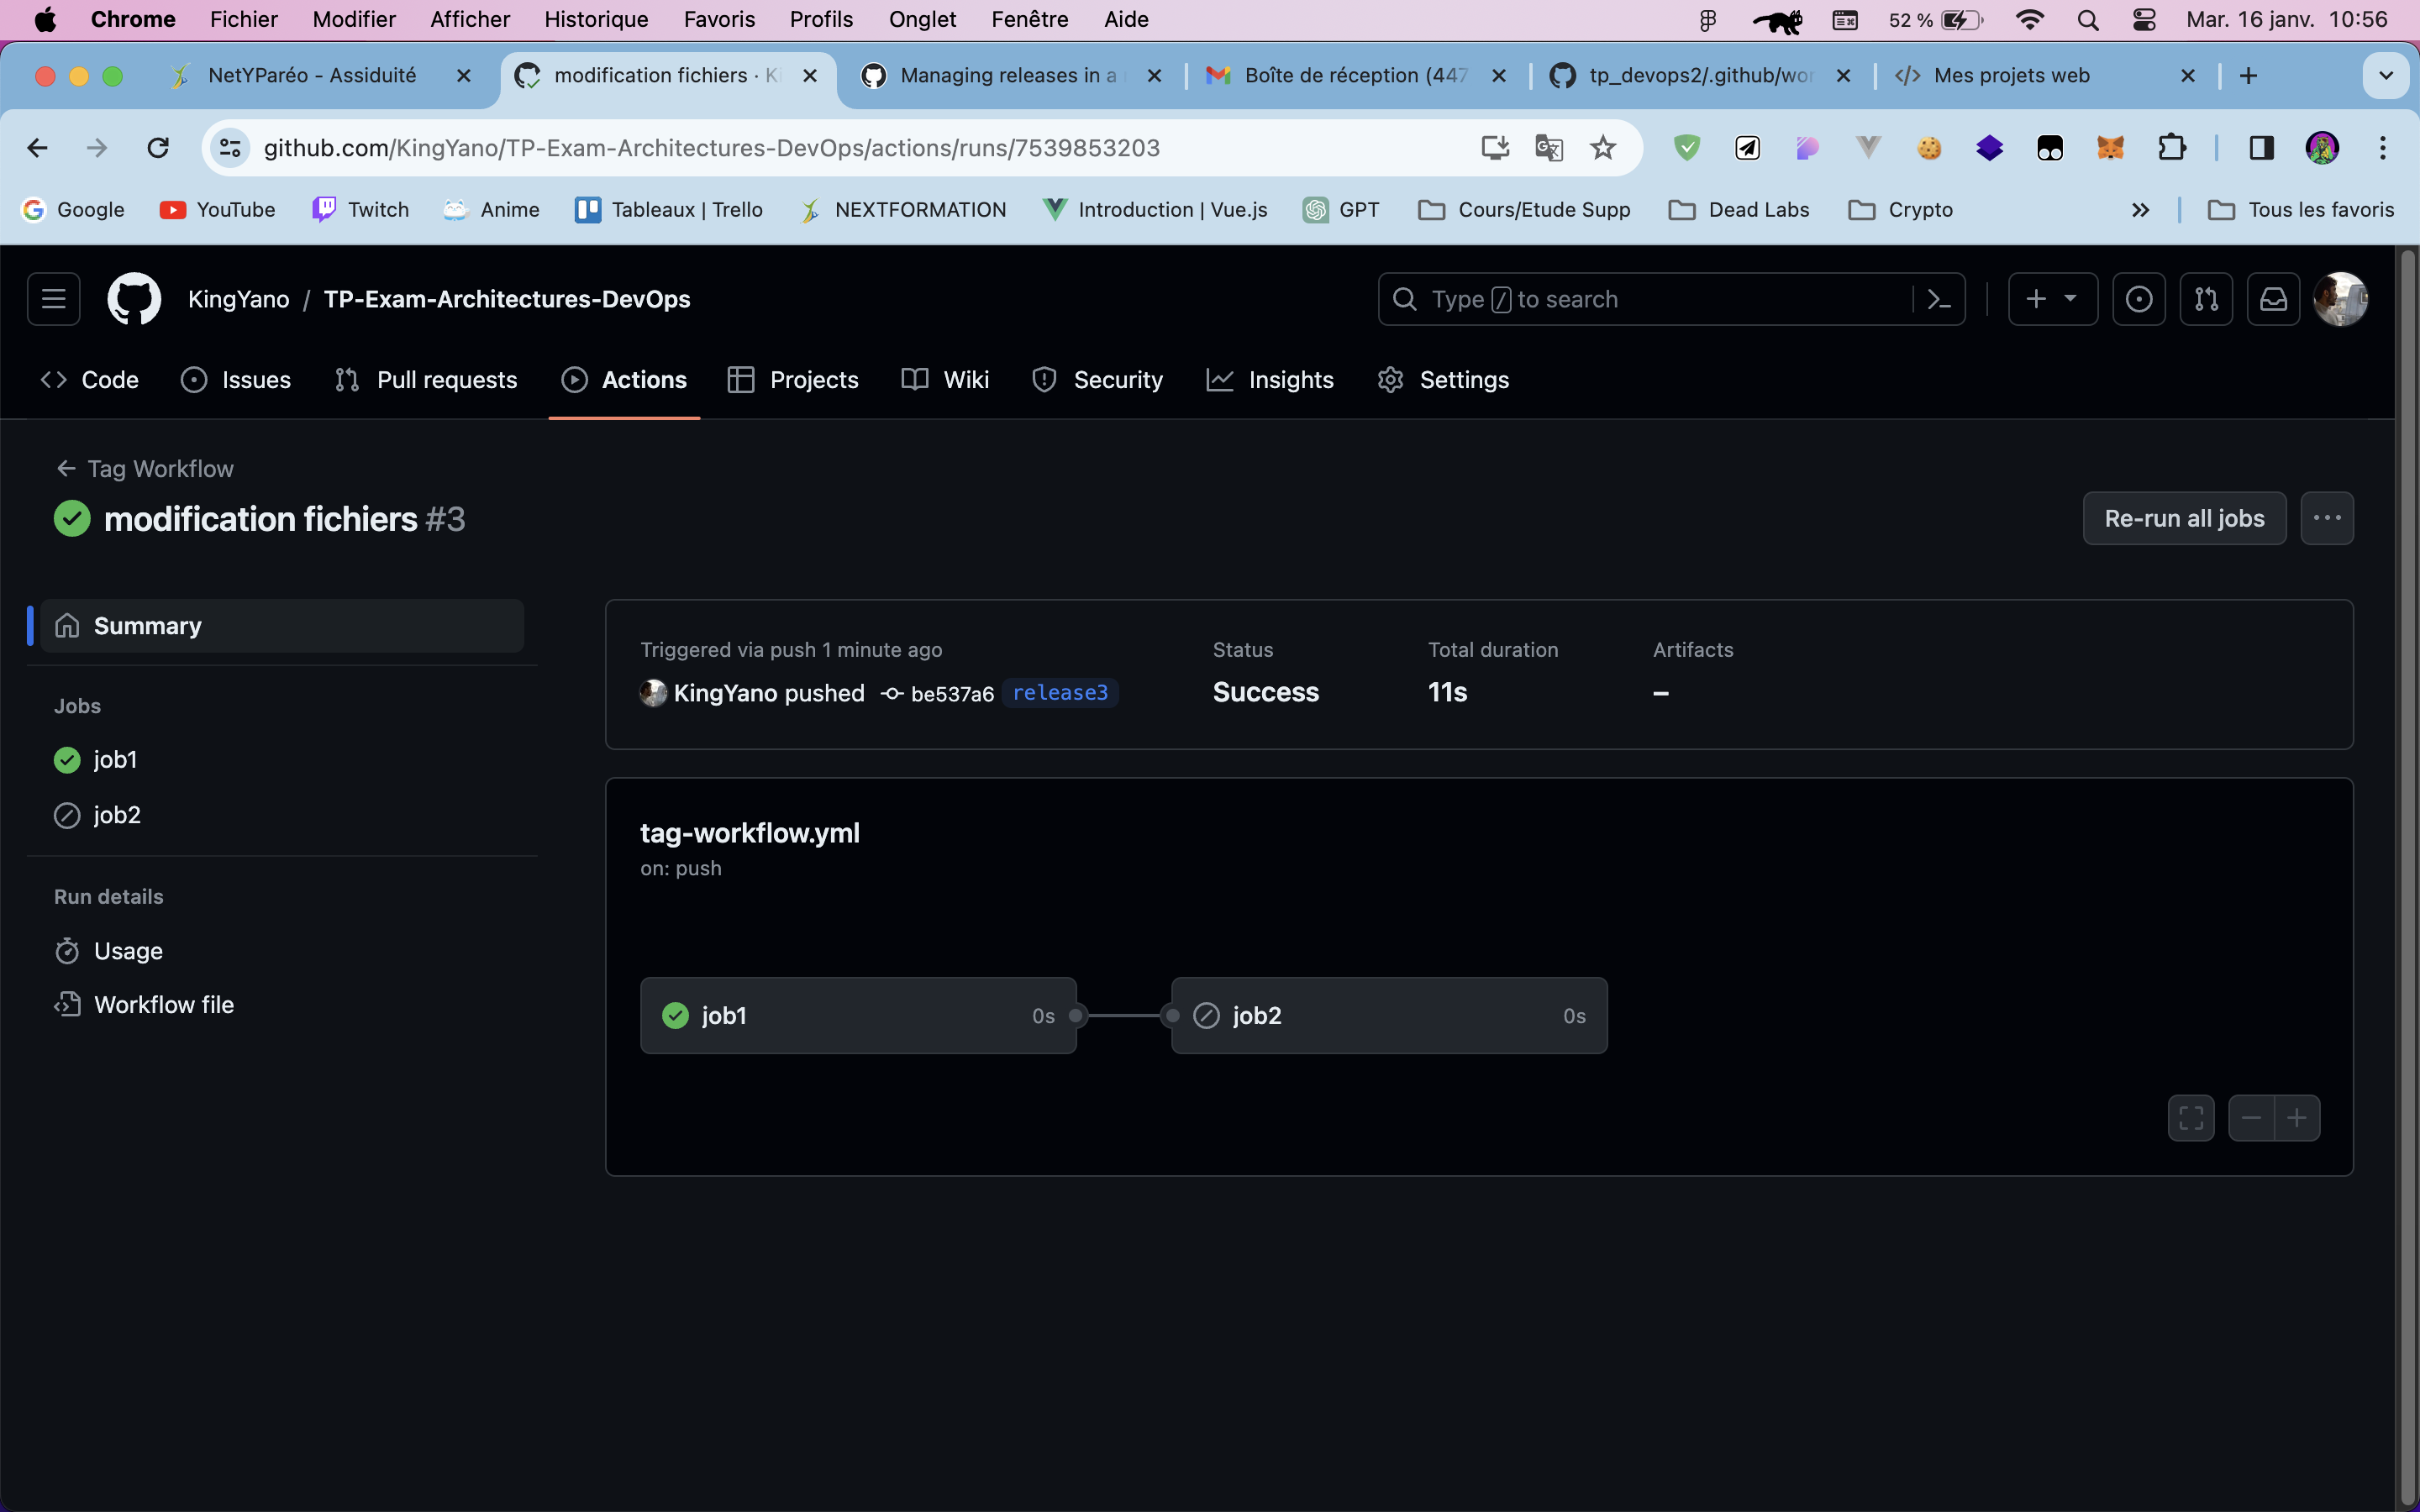 Chrome Fichier Modifier Afficher Historique Favoris Profils Onglet Fenêtre Aide 52 % Mar. 16 janv. 10:56
NetYParéo - Assiduité modification fichiers · Ki Managing releases in a Boîte de réception (447 tp_devops2/.github/wor Mes projets web
github.com/KingYano/TP-Exam-Architectures-DevOps/actions/runs/7539853203
Google YouTube Twitch Anime Tableaux | Trello NEXTFORMATION Introduction | Vue.js GPT Cours/Etude Supp Dead Labs Crypto Tous les favoris
KingYano / TP-Exam-Architectures-DevOps Type / to search
Code Issues Pull requests Actions Projects Wiki Security Insights Settings
Tag Workflow
modification fichiers #3 Re-run all jobs
Summary
Jobs
job1
job2
Run details
Usage
Workflow file
Triggered via push 1 minute ago Status Total duration Artifacts
KingYano pushed be537a6 release3 Success 11s –
tag-workflow.yml
on: push
job1 0s job2 0s